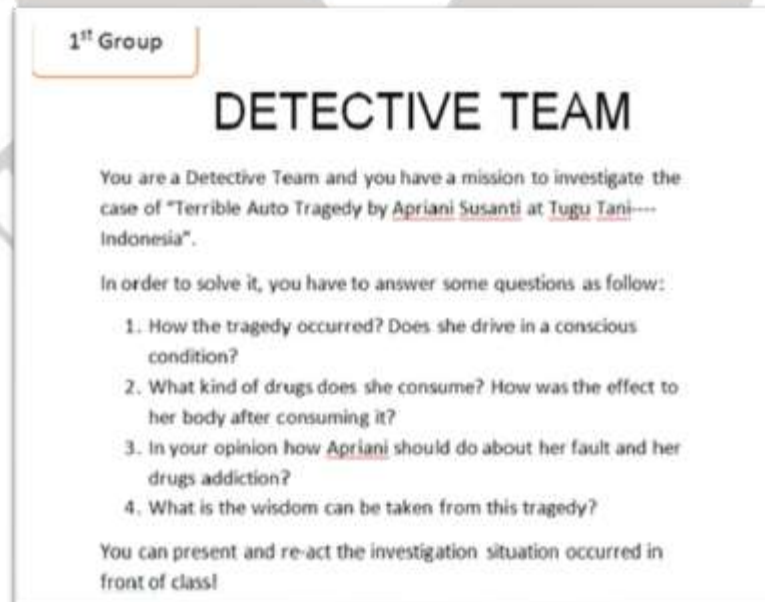 1st Group
DETECTIVE TEAM
You are a Detective Team and you have a mission to investigate the
case of "Terrible Auto Tragedy by Apriani Susanti at Tugu Tani----
Indonesia".
In order to solve it, you have to answer some questions as follow:
1. How the tragedy occurred? Does she drive in a conscious
condition?
2. What kind of drugs does she consume? How was the effect to
her body after consuming it?
3. In your opinion how Apriani should do about her fault and her
drugs addiction?
4. What is the wisdom can be taken from this tragedy?
You can present and re-act the investigation situation occurred in
front of class!